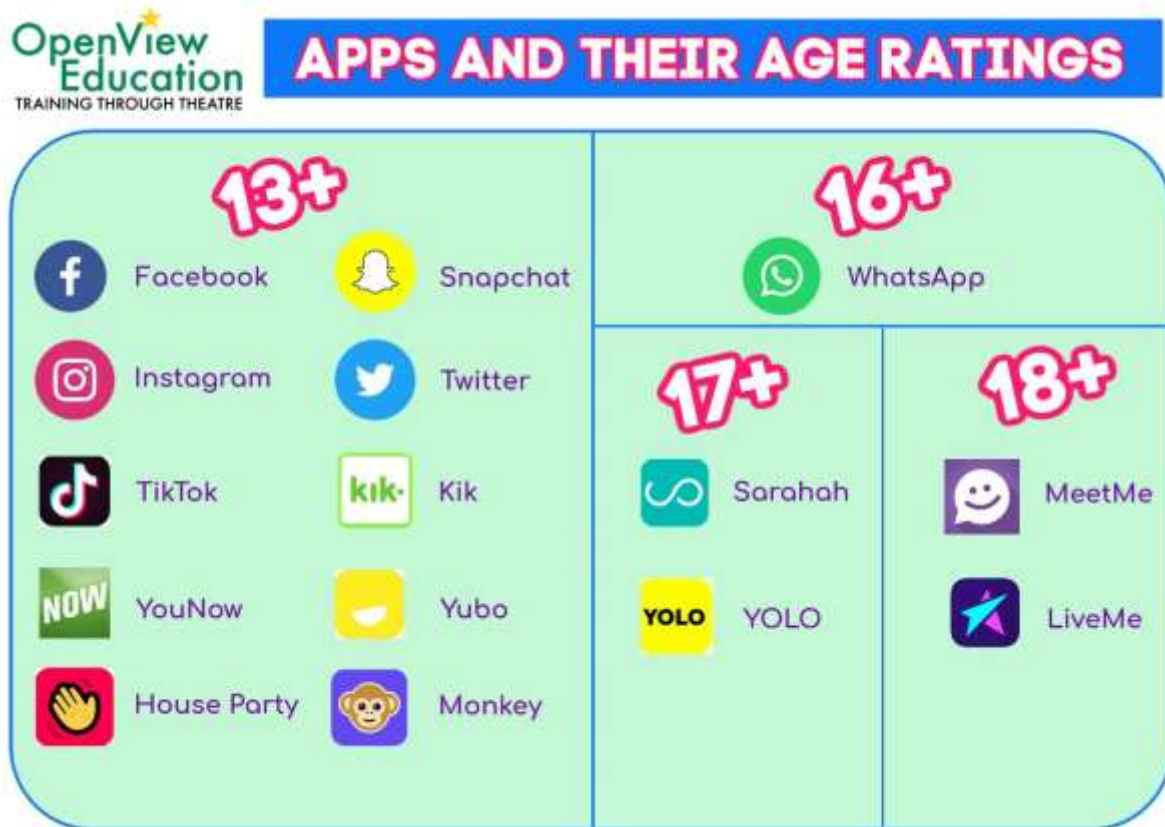 OpenView
Education
TRAINING THROUGH THEATRE
APPS AND THEIR AGE RATINGS
13+
Facebook
Snapchat
Instagram
Twitter
TikTok
kik·
Kik
NOW
YouNow
Yubo
House Party
Monkey
16+
WhatsApp
17+
Sarahah
YOLO
YOLO
18+
MeetMe
LiveMe